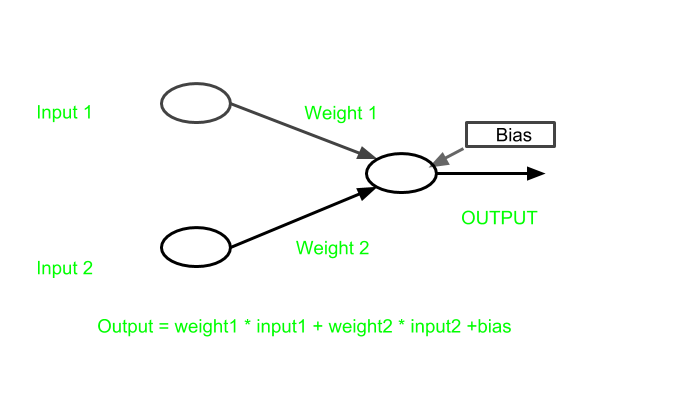 Input 1
Weight 1
Bias
OUTPUT
Weight 2
Input 2
Output = weight1 * input1 + weight2 * input2 +bias